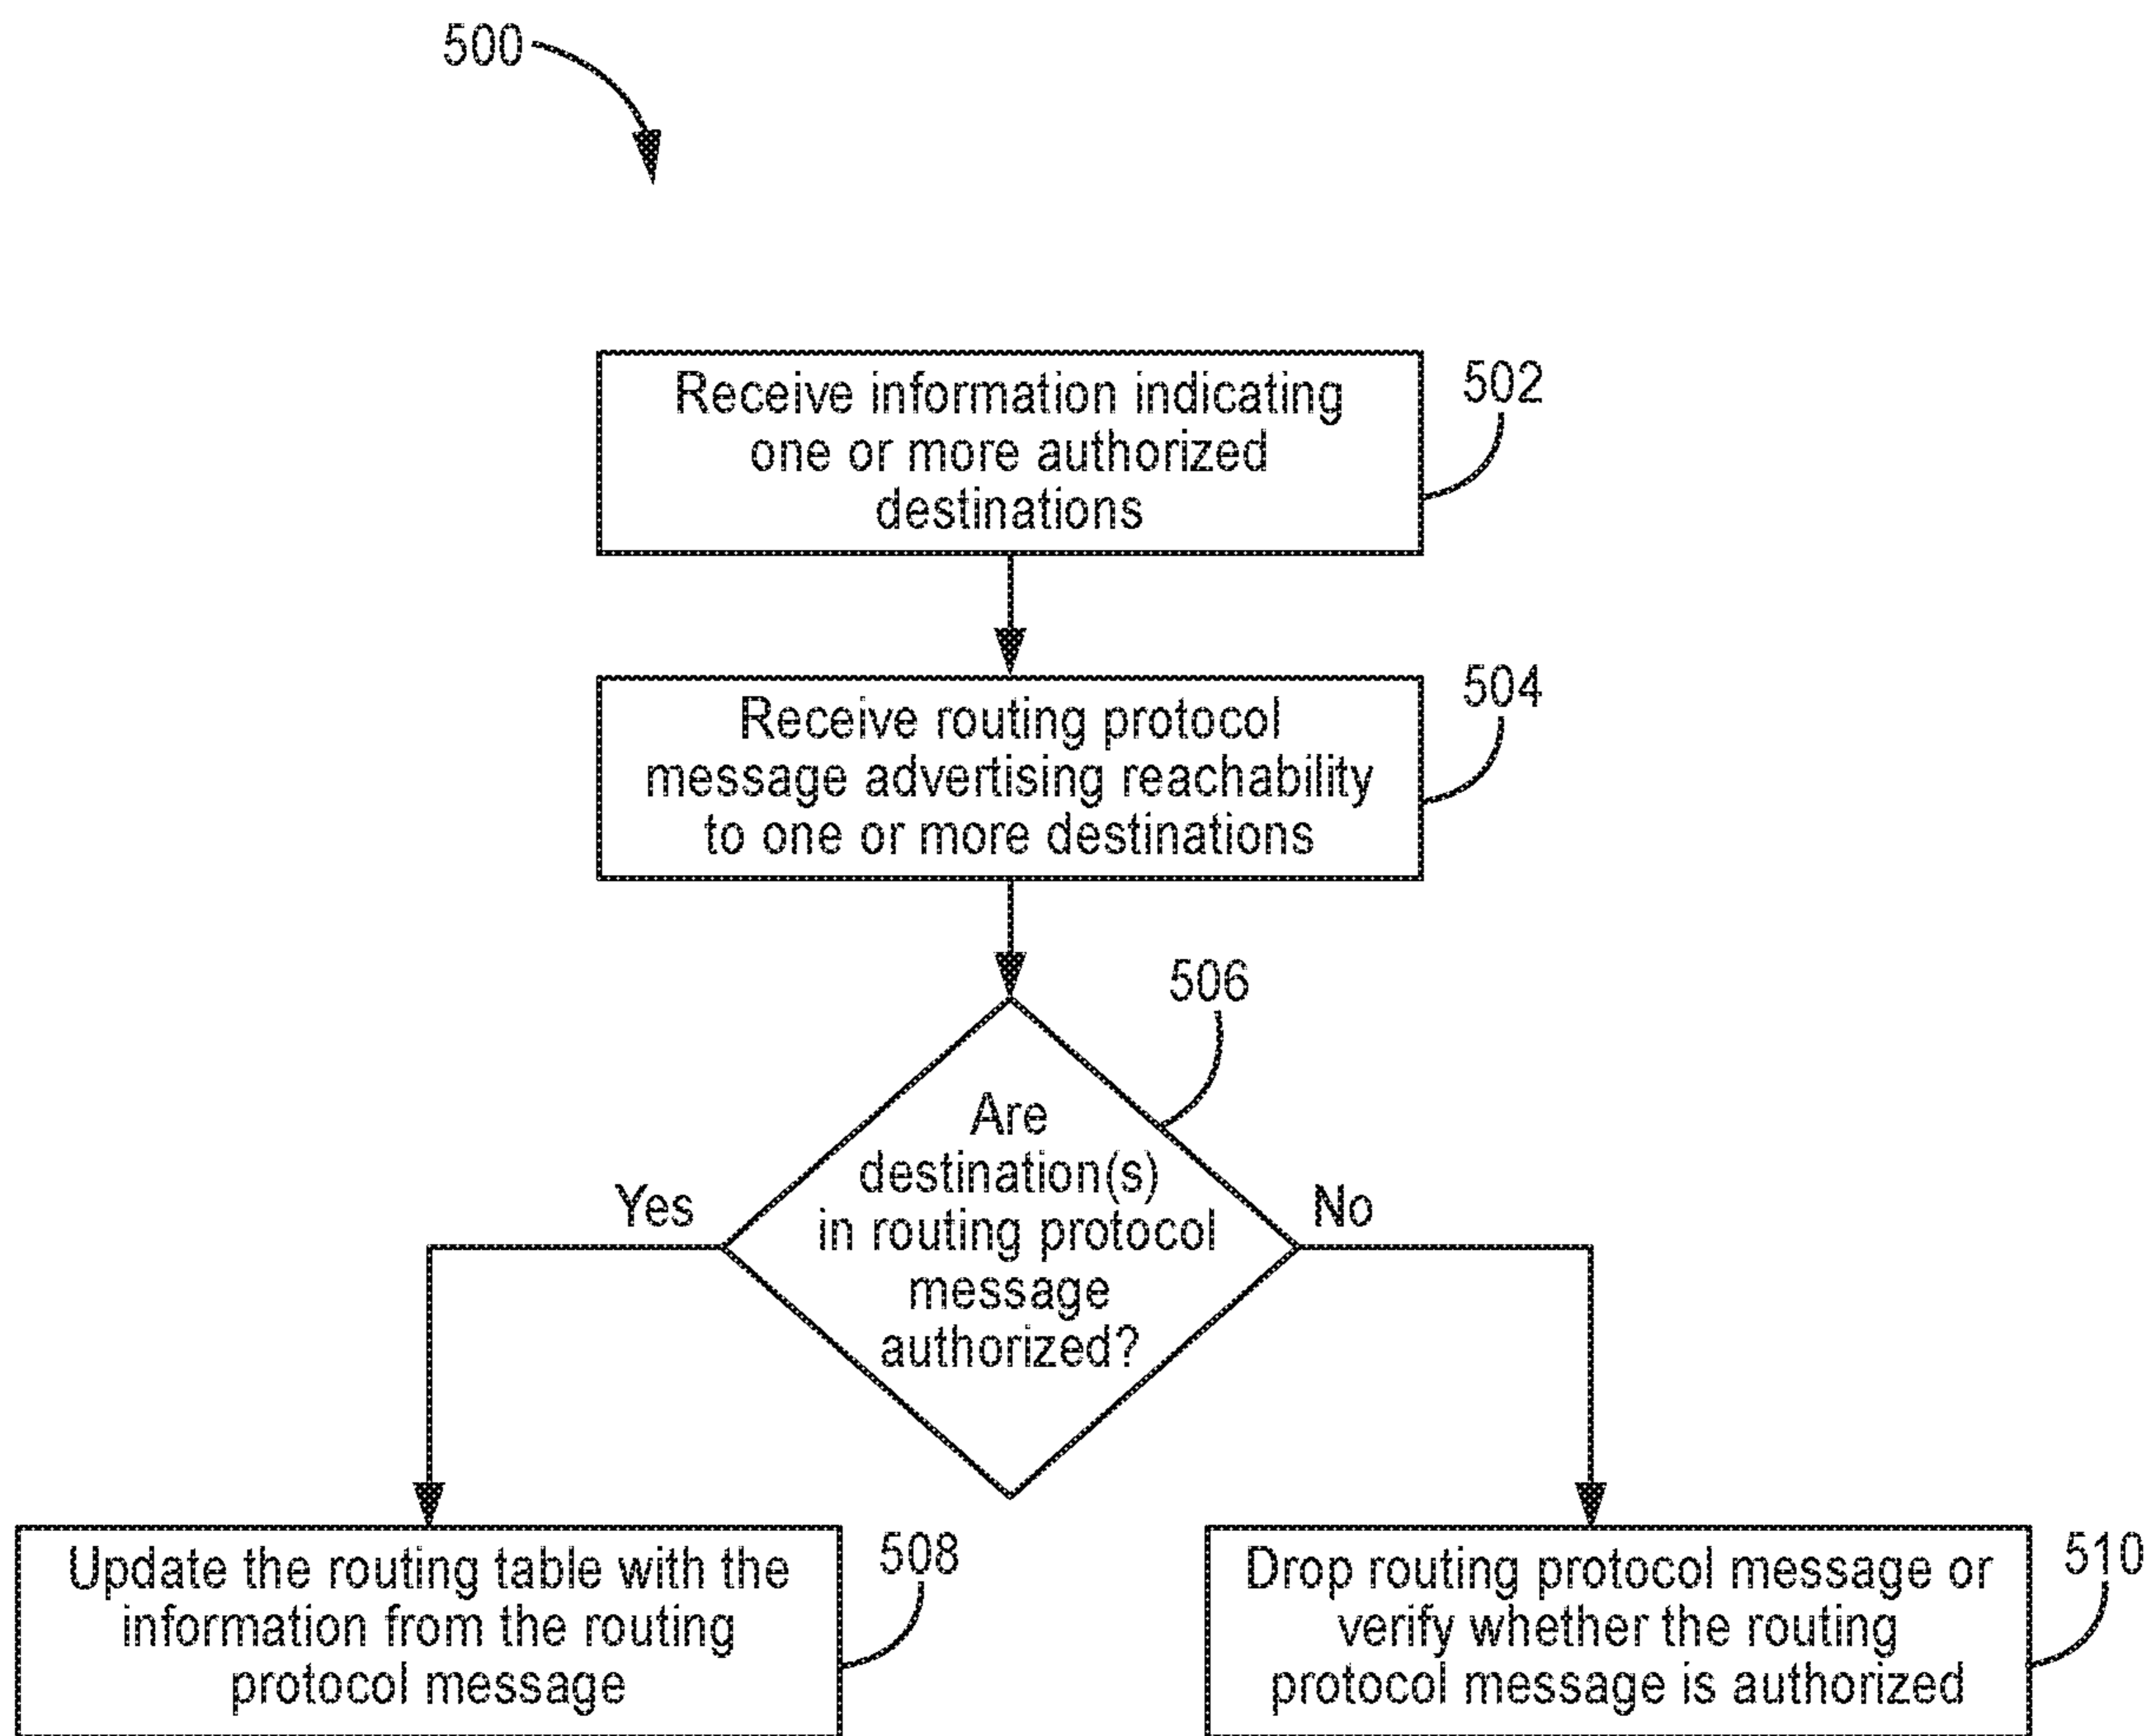 500
Receive information indicating
one or more authorized
destinations
502
Receive routing protocol
message advertising reachability
to one or more destinations
504
506
Are
destination(s)
in routing protocol
message
authorized?
Yes
No
Update the routing table with the
information from the routing
protocol message
508
Drop routing protocol message or
verify whether the routing
protocol message is authorized
510